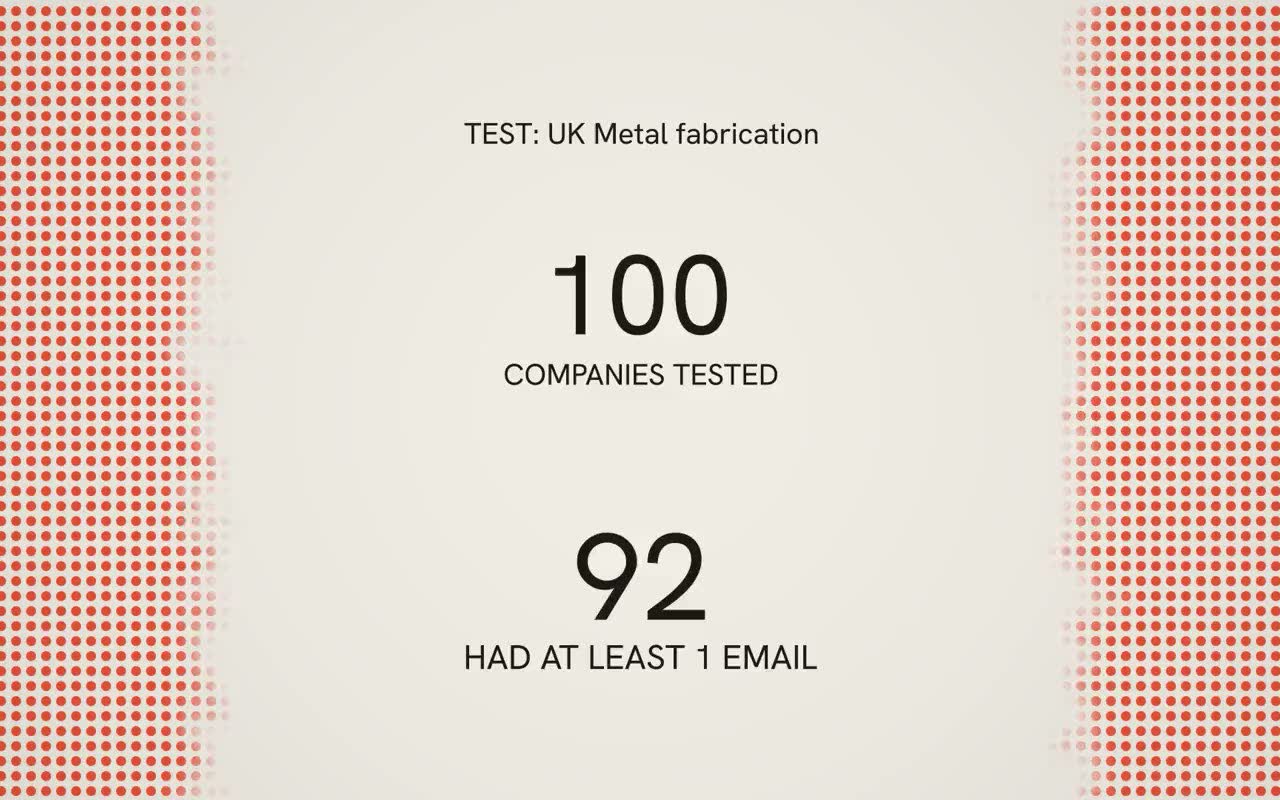 TEST: UK Metal fabrication
100
COMPANIES TESTED
92
HAD AT LEAST 1 EMAIL